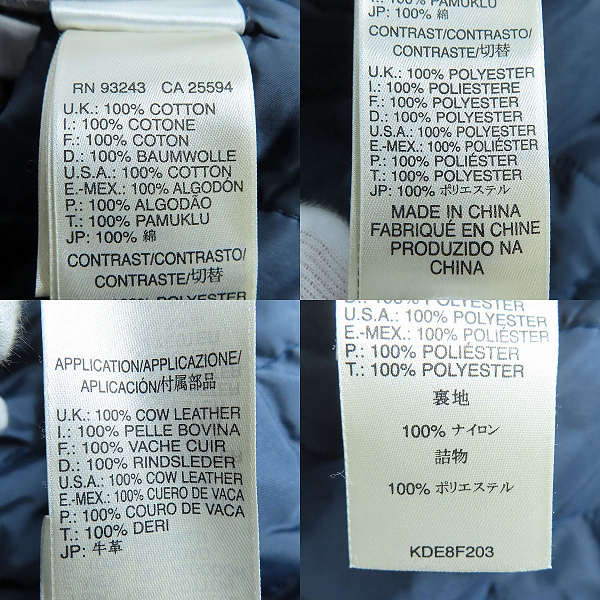 RN 93243 CA 25594
U.K.: 100% COTTON
I.: 100% COTONE
F.: 100% COTON
D.: 100% BAUMWOLLE
U.S.A.: 100% COTTON
E.-MEX.: 100% ALGODÓN
P.: 100% ALGODÃO
T.: 100% PAMUKLU
JP: 100% 綿
CONTRAST/CONTRASTO/
CONTRASTE/切替
100% POLYESTER
T.: 100% PAMUKLU
JP: 100% 綿
CONTRAST/CONTRASTO/
CONTRASTE/切替
U.K.: 100% POLYESTER
I.: 100% POLIESTERE
F.: 100% POLYESTER
D.: 100% POLYESTER
U.S.A.: 100% POLYESTER
E.-MEX.: 100% POLIÉSTER
P.: 100% POLIÉSTER
T.: 100% POLYESTER
JP: 100% ポリエステル
MADE IN CHINA
FABRIQUÉ EN CHINE
PRODUZIDO NA
CHINA
APPLICATION/APPLICAZIONE/
APLICACIÓN/付属部品
U.K.: 100% COW LEATHER
I.: 100% PELLE BOVINA
F.: 100% VACHE CUIR
D.: 100% RINDSLEDER
U.S.A.: 100% COW LEATHER
E.-MEX.: 100% CUERO DE VACA
P.: 100% COURO DE VACA
T.: 100% DERI
JP: 牛革
D.: 100% POLYESTER
U.S.A.: 100% POLYESTER
E.-MEX.: 100% POLIÉSTER
P.: 100% POLIÉSTER
T.: 100% POLYESTER
裏地
100% ナイロン
詰物
100% ポリエステル
KDE8F203